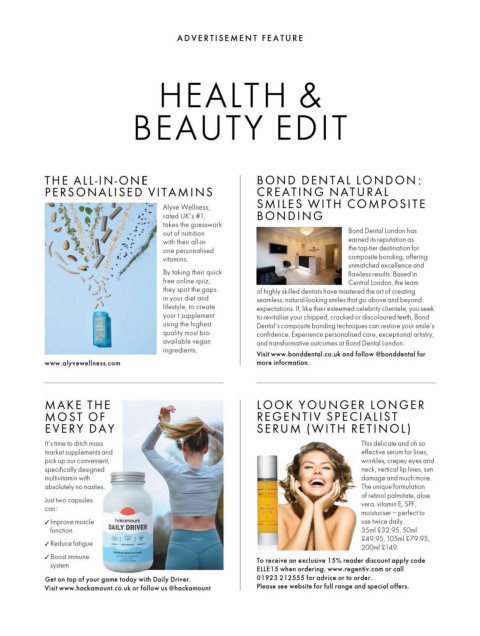 ADVERTISEMENT FEATURE
HEALTH &
BEAUTY EDIT
THE ALL-IN-ONE
PERSONALISED VITAMINS
Alyve Wellness,
rated UK's #1,
takes the guesswork
out of nutrition
with their all-in-
one personalised
vitamins.
By taking their quick
free online quiz,
they spot the gaps
in your diet and
lifestyle, to create
your t supplement
using the highest
quality most bio-
available vegan
ingredients.
www.alyvewellness.com
BOND DENTAL LONDON:
CREATING NATURAL
SMILES WITH COMPOSITE
BONDING
Bond Dental London has
earned its reputation as
the top-tier destination for
composite bonding, offering
unmatched excellence and
flawless results. Based in
Central London, the team
of highly skilled dentists have mastered the art of creating
seamless, natural-looking smiles that go above and beyond
expectations. If, like their esteemed celebrity clientele, you seek
to revitalise your chipped, cracked or discoloured teeth, Bond
Dental's composite bonding techniques can restore your smile's
confidence. Experience personalised care, exceptional artistry,
and transformative outcomes at Bond Dental London.
Visit www.banddental.co.uk and follow @bonddental for
more information.
MAKE THE
MOST OF
EVERY DAY
It's time to ditch mass
market supplements and
pick up our convenient,
specifically designed
multivitamin with
absolutely no nasties.
Just two capsules
can:
✓ Improve muscle
function
✓ Reduce fatigue
✓ Boost immune
system
hackamount
DAILY DRIVER
Get on top of your game today with Daily Driver.
Visit www.hackamount.co.uk or follow us @hackamount
LOOK YOUNGER LONGER
REGENTIV SPECIALIST
SERUM (WITH RETINOL)
This delicate and oh so
effective serum for lines,
wrinkles, crepey eyes and
neck, vertical lip lines, sun
damage and much more.
The unique formulation
of retinol palmitate, aloe
vera, vitamin E, SPF,
moisturiser – perfect to
use twice daily.
35ml £32.95, 50ml
£49.95, 105ml £79.95,
200ml £149.
To receive an exclusive 15% reader discount apply code
ELLE15 when ordering. www.regentiv.com or call
01923 212555 for advice or to order.
Please see website for full range and special offers.